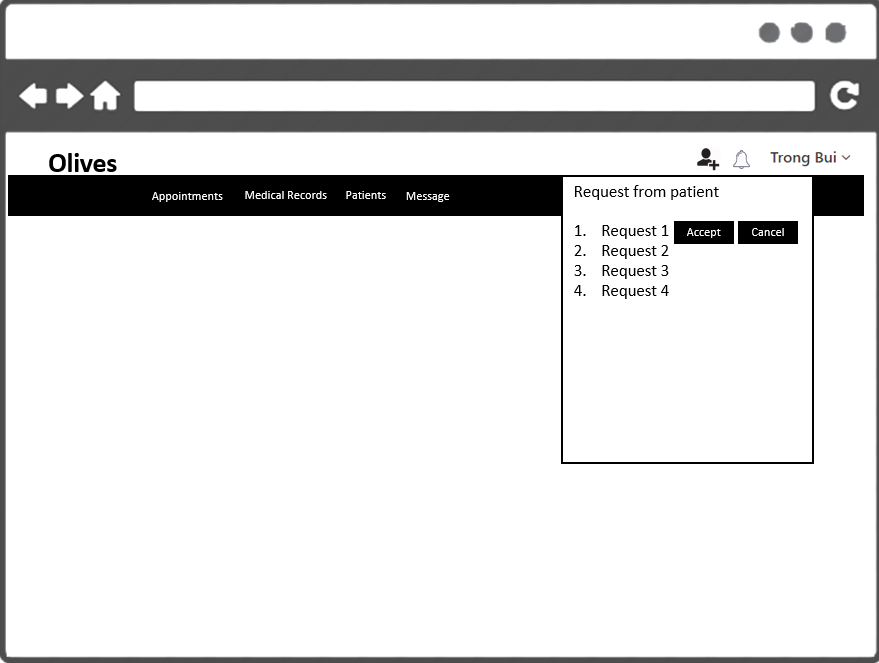 Olives
Trong Bui
Appointments Medical Records Patients Message
Request from patient
1. Request 1 Accept Cancel
2. Request 2
3. Request 3
4. Request 4